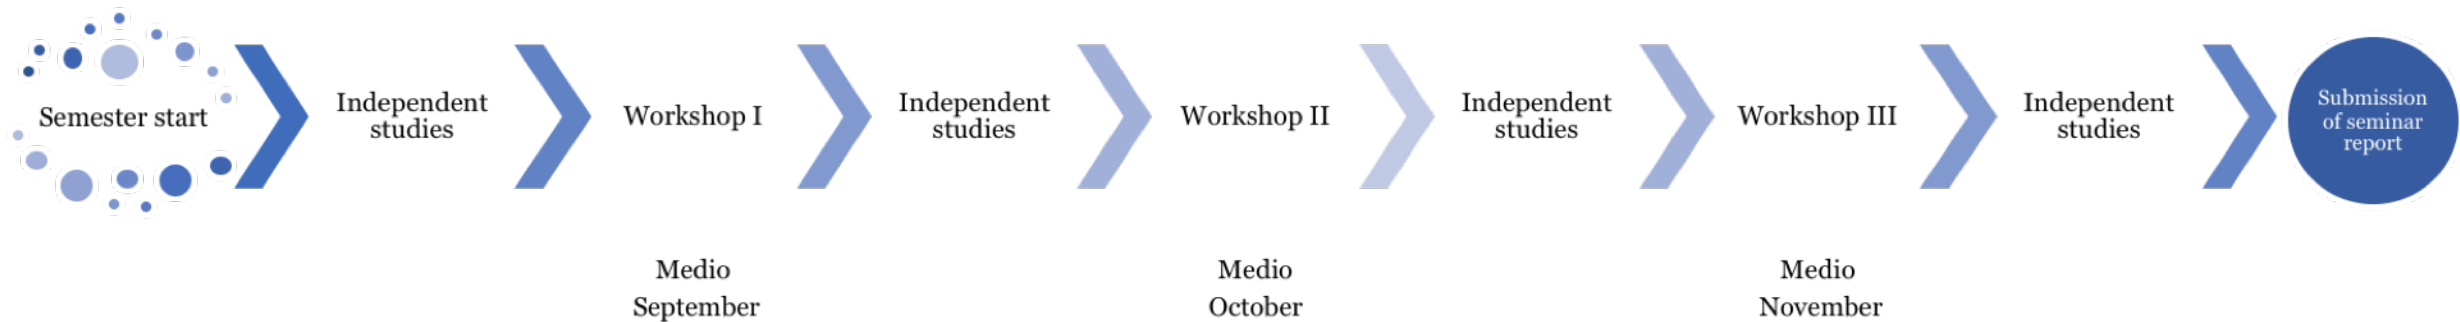 Semester start
Independent
studies
Workshop I
Independent
studies
Workshop II
Independent
studies
Workshop III
Independent
studies
Submission
of seminar
report
Medio
September
Medio
October
Medio
November